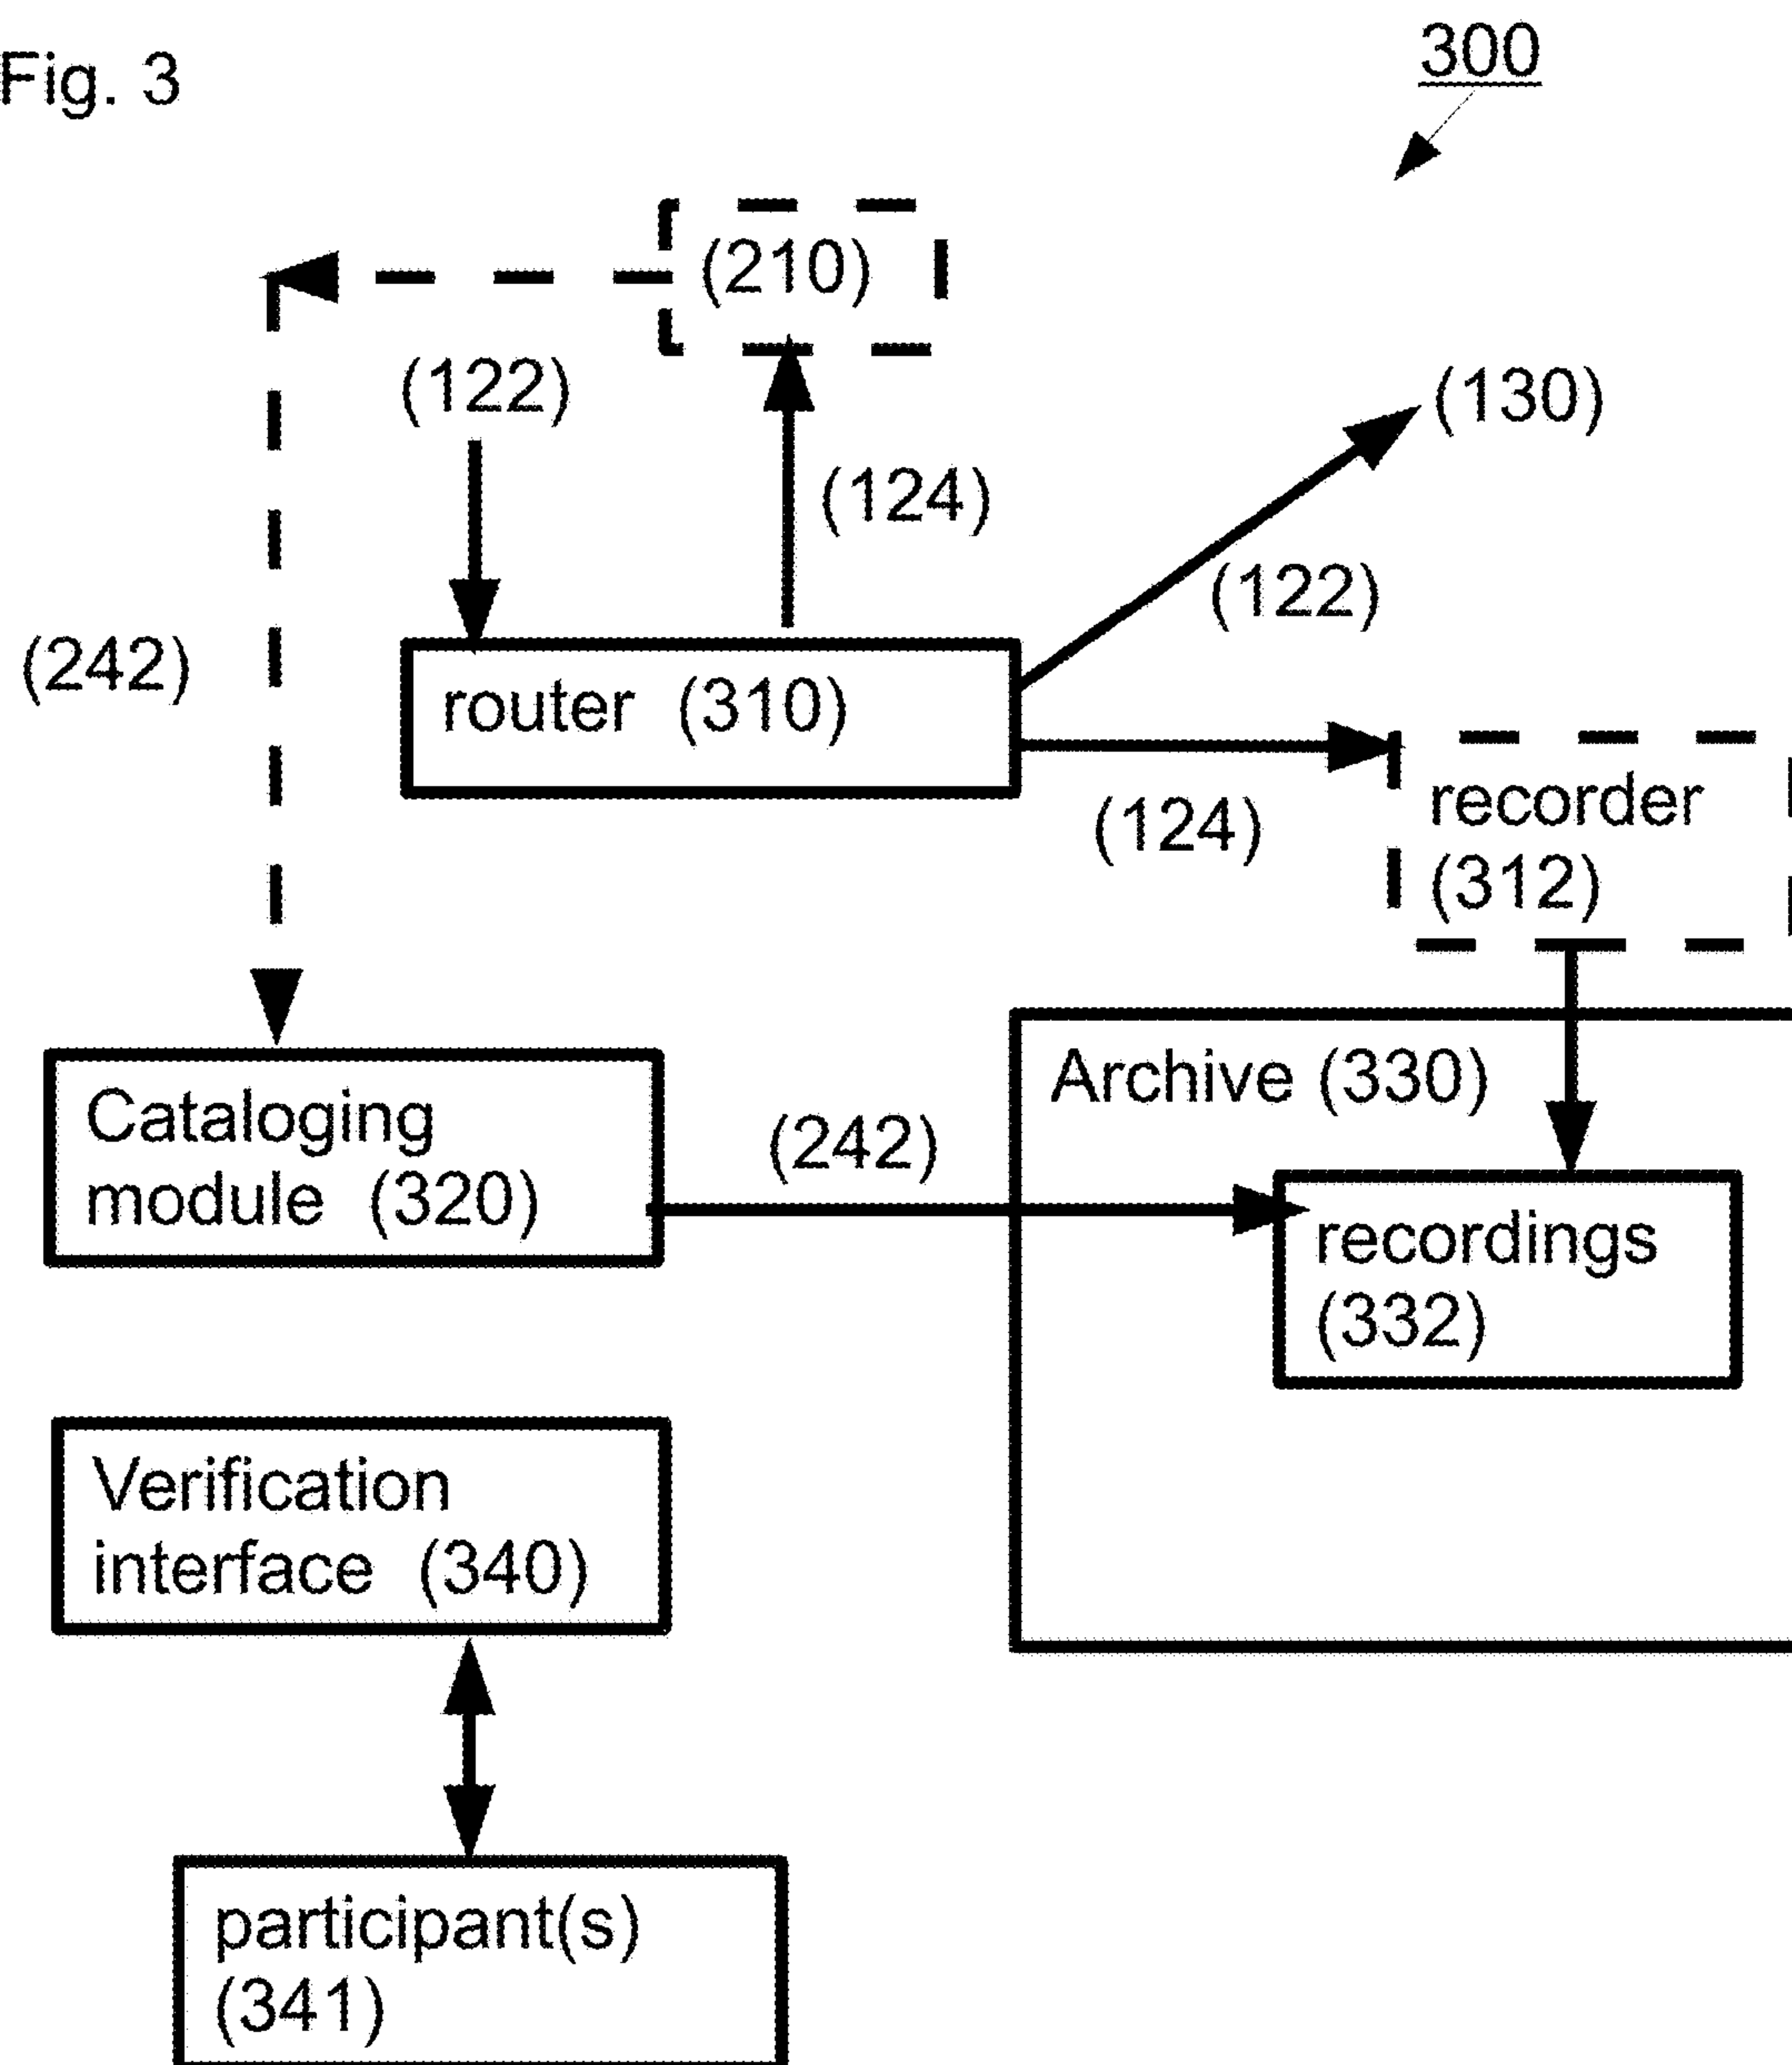 Fig. 3
300
(210)
(122)
(130)
(124)
(122)
(242)
router (310)
recorder
(312)
(124)
Archive (330)
Cataloging
module (320)
(242)
recordings
(332)
Verification
interface (340)
participant(s)
(341)